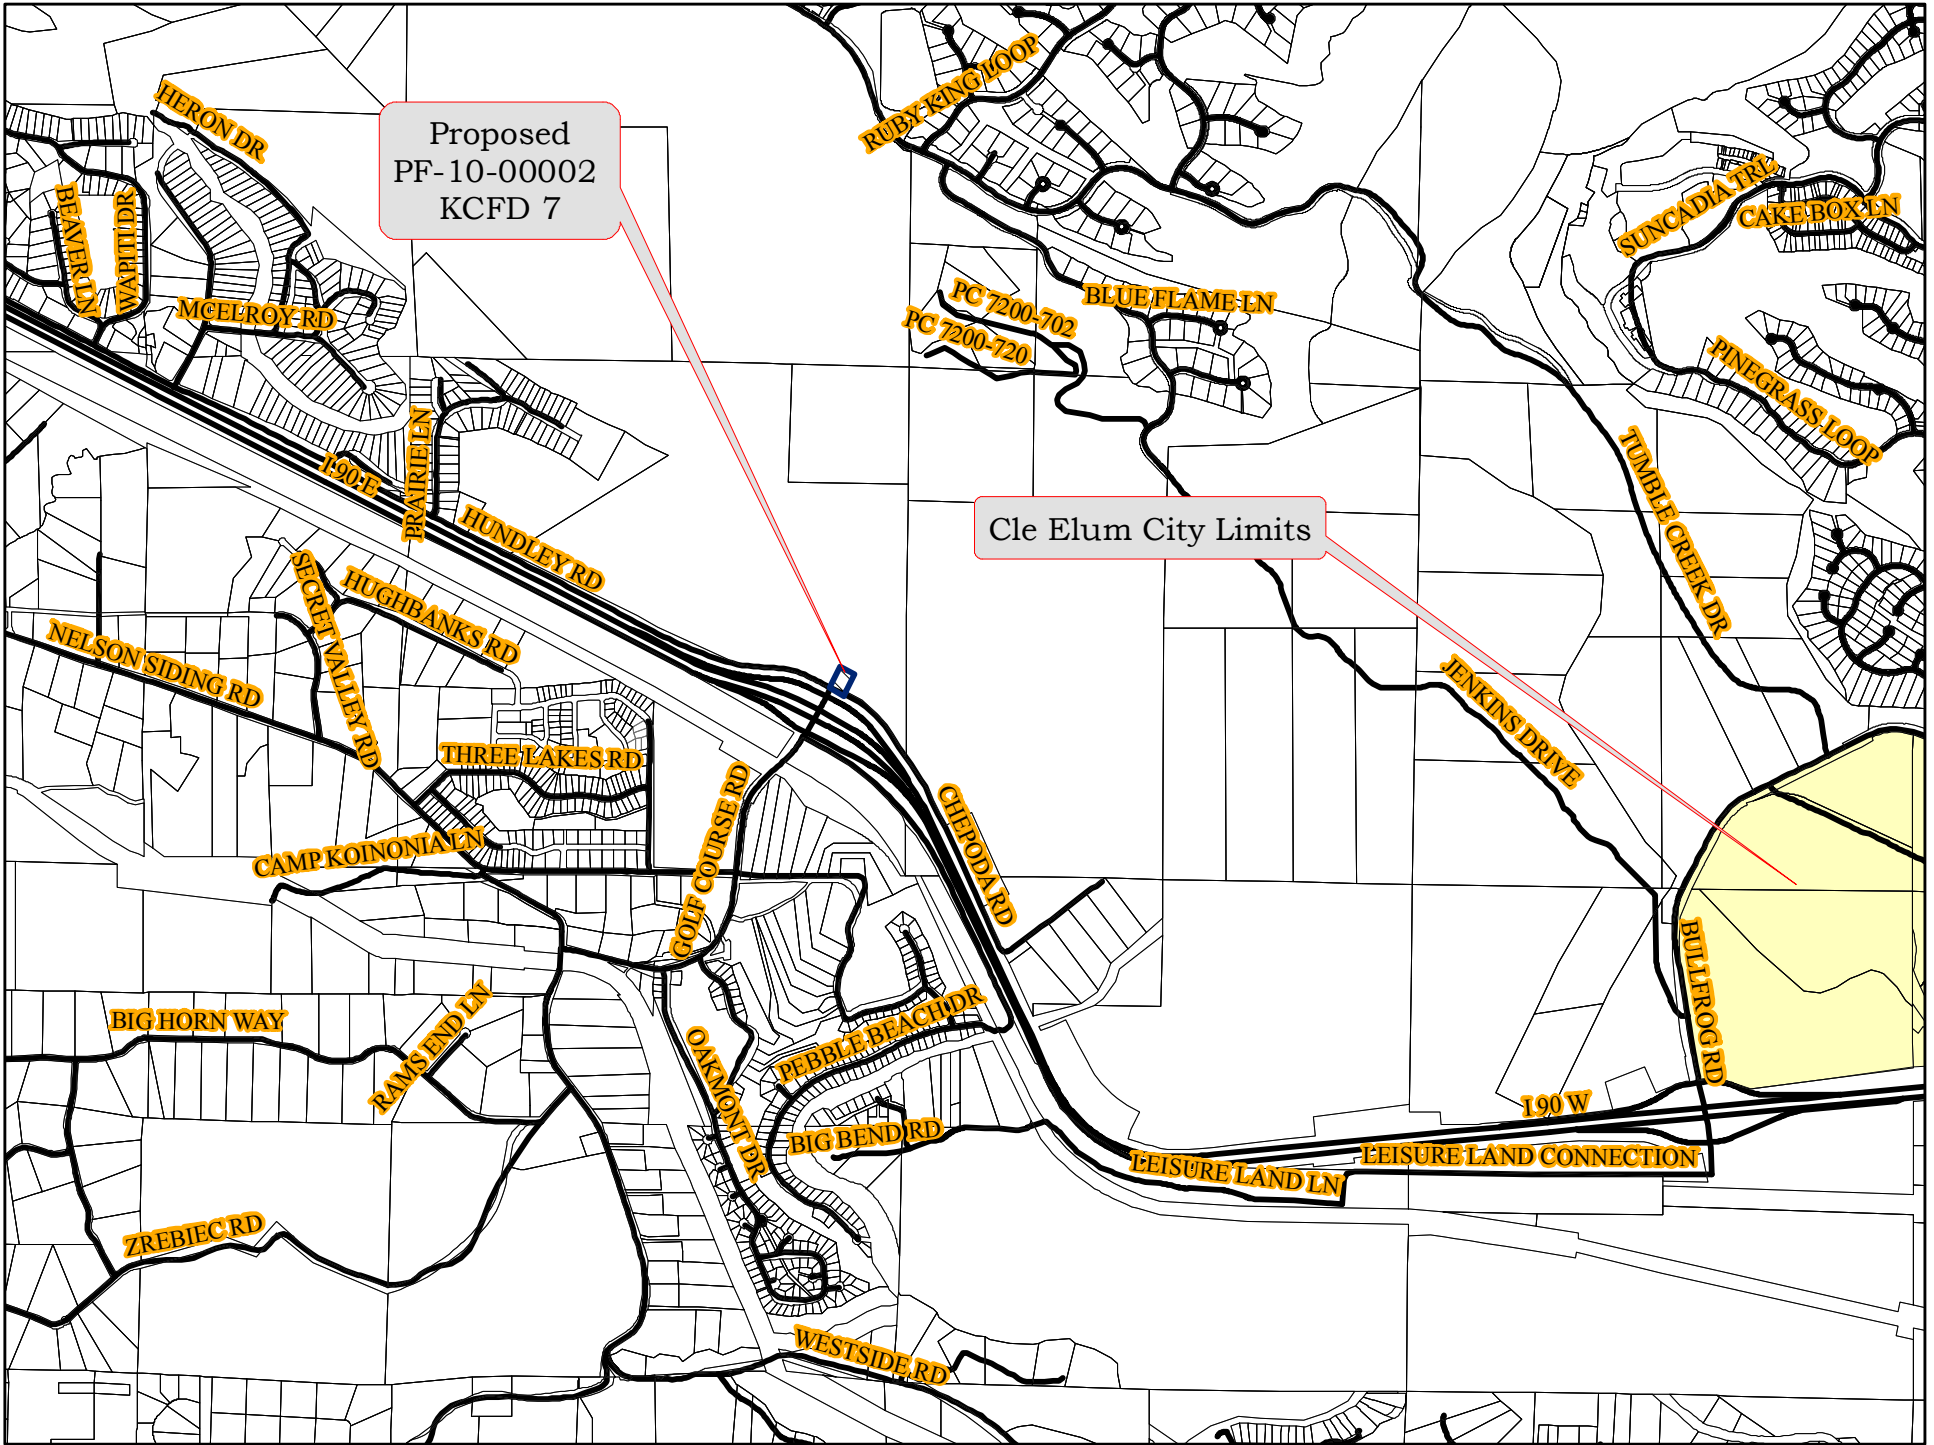 RUBY KING LOOP
HERON DR
Proposed
PF-10-00002
KCFD 7
SUNCADIA TRL
CAKE BOX LN
BEAVER LN
WAPITI DR
MCELROY RD
PC 7200-702
PC 7200-720
BLUE FLAME LN
PINEGRASS LOOP
I 90 E
PRAIRIE LN
HUNDLEY RD
Cle Elum City Limits
TUMBLE CREEK DR
SECRET VALLEY RD
HUGHBANKS RD
NELSON SIDING RD
JENKINS DRIVE
THREE LAKES RD
GOLF COURSE RD
CHEPODA RD
CAMP KOINONIA LN
BULLFROG RD
BIG HORN WAY
RAMS END LN
OAKMONT DR
PEBBLE BEACH DR
BIG BEND RD
I 90 W
LEISURE LAND LN
LEISURE LAND CONNECTION
ZREBIEC RD
WESTSIDE RD